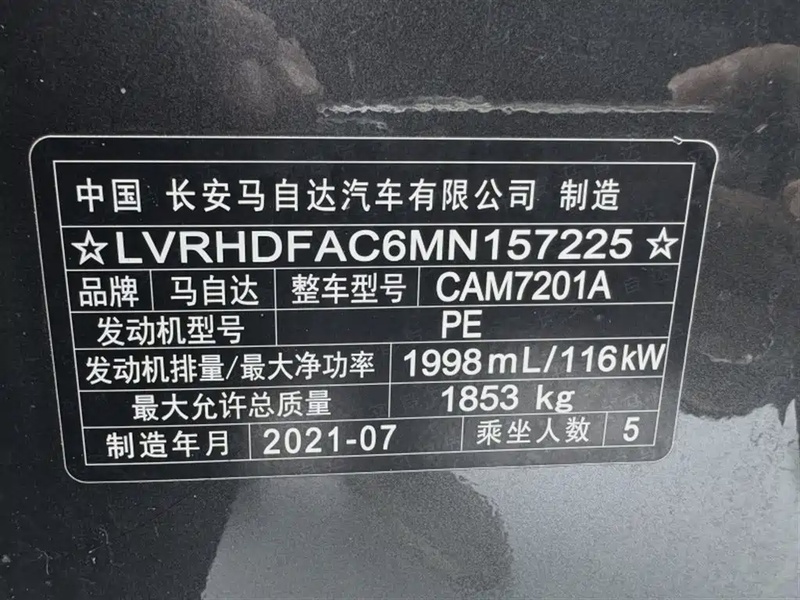 中国 长安马自达汽车有限公司 制造
☆LVRHDFAC6MN157225☆
品牌 马自达 整车型号 CAM7201A
发动机型号 PE
发动机排量/最大净功率 1998mL/116kW
最大允许总质量 1853 kg
制造年月 2021-07 乘坐人数 5